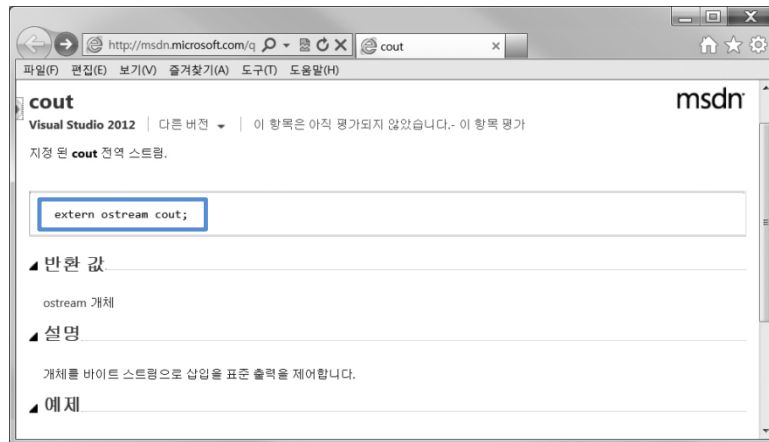 http://msdn.microsoft.com/q
cout
파일(F) 편집(E) 보기(V) 즐겨찾기(A) 도구(T) 도움말(H)
cout
msdn
Visual Studio 2012 | 다른 버전 | 이 항목은 아직 평가되지 않았습니다.- 이 항목 평가
지정 된 cout 전역 스트림.
extern ostream cout;
반환 값
ostream 개체
설명
개체를 바이트 스트림으로 삽입을 표준 출력을 제어합니다.
예제